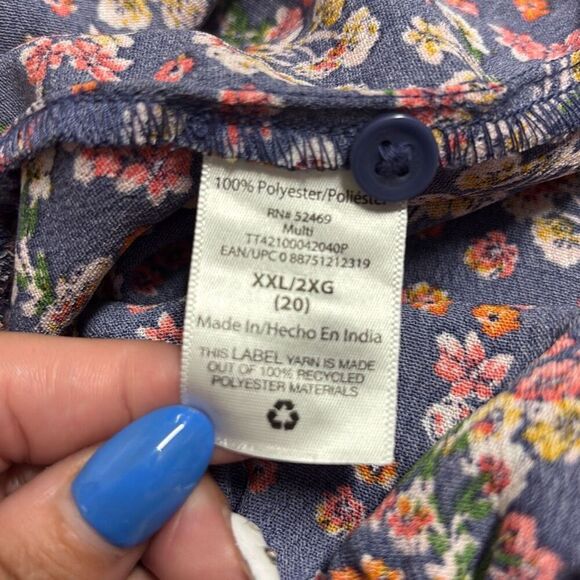 100% Polyester/Poliéster
RN# 52469
Multi
TT42100042040P
EAN/UPC 0 88751212319
XXL/2XG
(20)
Made In/Hecho En India
THIS LABEL YARN IS MADE
OUT OF 100% RECYCLED
POLYESTER MATERIALS